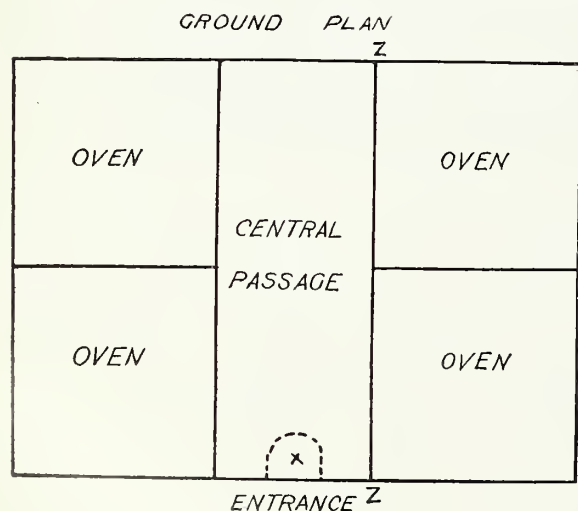 GROUND PLAN
Z
OVEN
OVEN
CENTRAL
PASSAGE
OVEN
OVEN
X
ENTRANCE Z